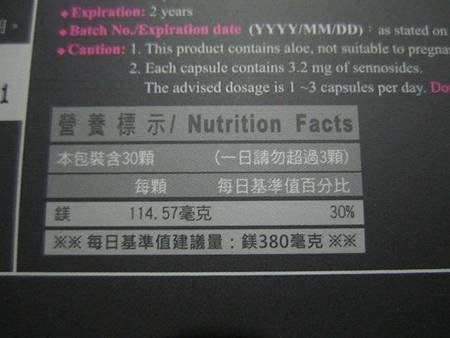 ◆Expiration: 2 years
◆Batch No./Expiration date (YYYY/MM/DD)：as stated on
◆Caution: 1. This product contains aloe, not suitable to pregna
2. Each capsule contains 3.2 mg of sennosides.
The advised dosage is 1 ~3 capsules per day. Do
營養標示/ Nutrition Facts
本包裝含30顆 (一日請勿超過3顆)
每顆 每日基準值百分比
鎂 114.57毫克 30%
※※ 每日基準值建議量：鎂380毫克 ※※